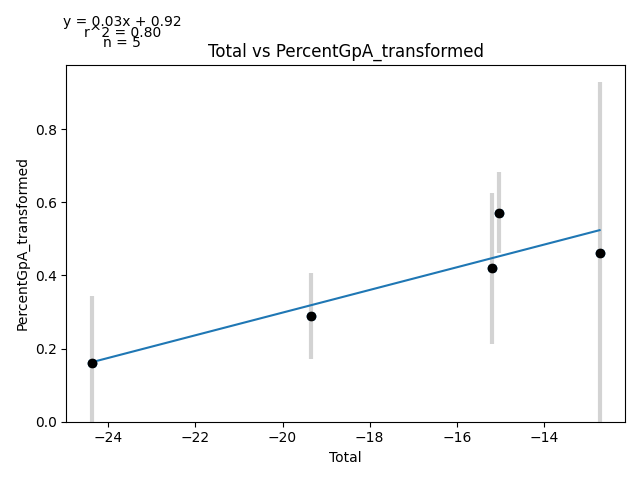 y = 0.03x + 0.92
r^2 = 0.80
n = 5
Total vs PercentGpA_transformed
PercentGpA_transformed
0.8
0.6
0.4
0.2
0.0
−24
−22
−20
−18
−16
−14
Total